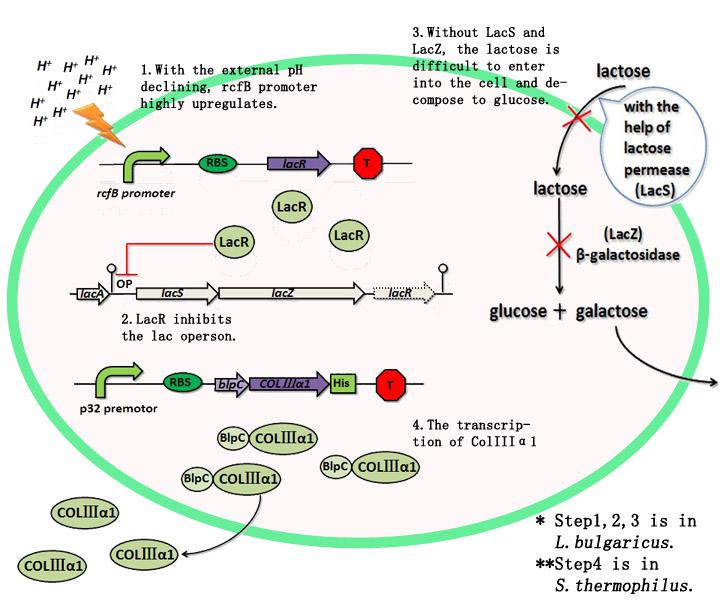 H⁺ H⁺ H⁺
H⁺ H⁺ H⁺
H⁺ H⁺ H⁺
H⁺ H⁺
1. With the external pH
declining, rcfB promoter
highly upregulates.
3. Without LacS and
LacZ, the lactose is
difficult to enter
into the cell and de-
compose to glucose.
lactose
with the
help of
lactose
permease
(LacS)
RBS
lacR
T
rcfB promoter
lactose
LacR
LacR
LacR
(LacZ)
β-galactosidase
OP
lacA
lacS
lacZ
lacR
2. LacR inhibits
the lac operson.
glucose + galactose
RBS
blpC
COLIIIα1
His
T
p32 premotor
4. The transcrip-
tion of ColIIIα1
BlpC COLIIIα1
BlpC COLIIIα1
BlpC COLIIIα1
COLIIIα1
COLIIIα1
COLIIIα1
* Step1,2,3 is in
L. bulgaricus.
**Step4 is in
S. thermophilus.